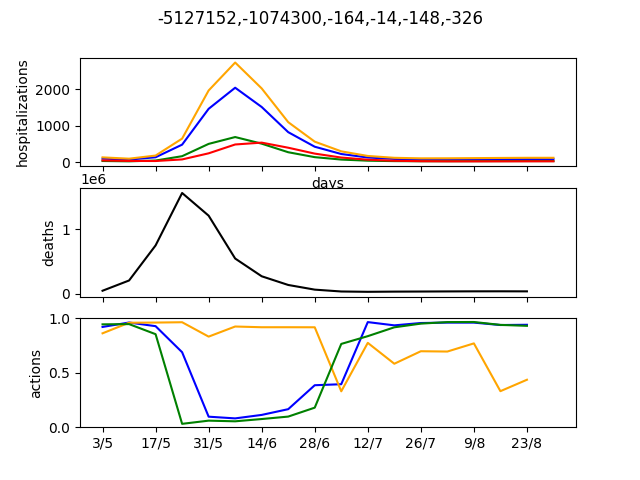 -5127152,-1074300,-164,-14,-148,-326
hospitalizations
2000
1000
0
days
1e6
deaths
1
0
actions
1.0
0.5
0.0
3/5 17/5 31/5 14/6 28/6 12/7 26/7 9/8 23/8